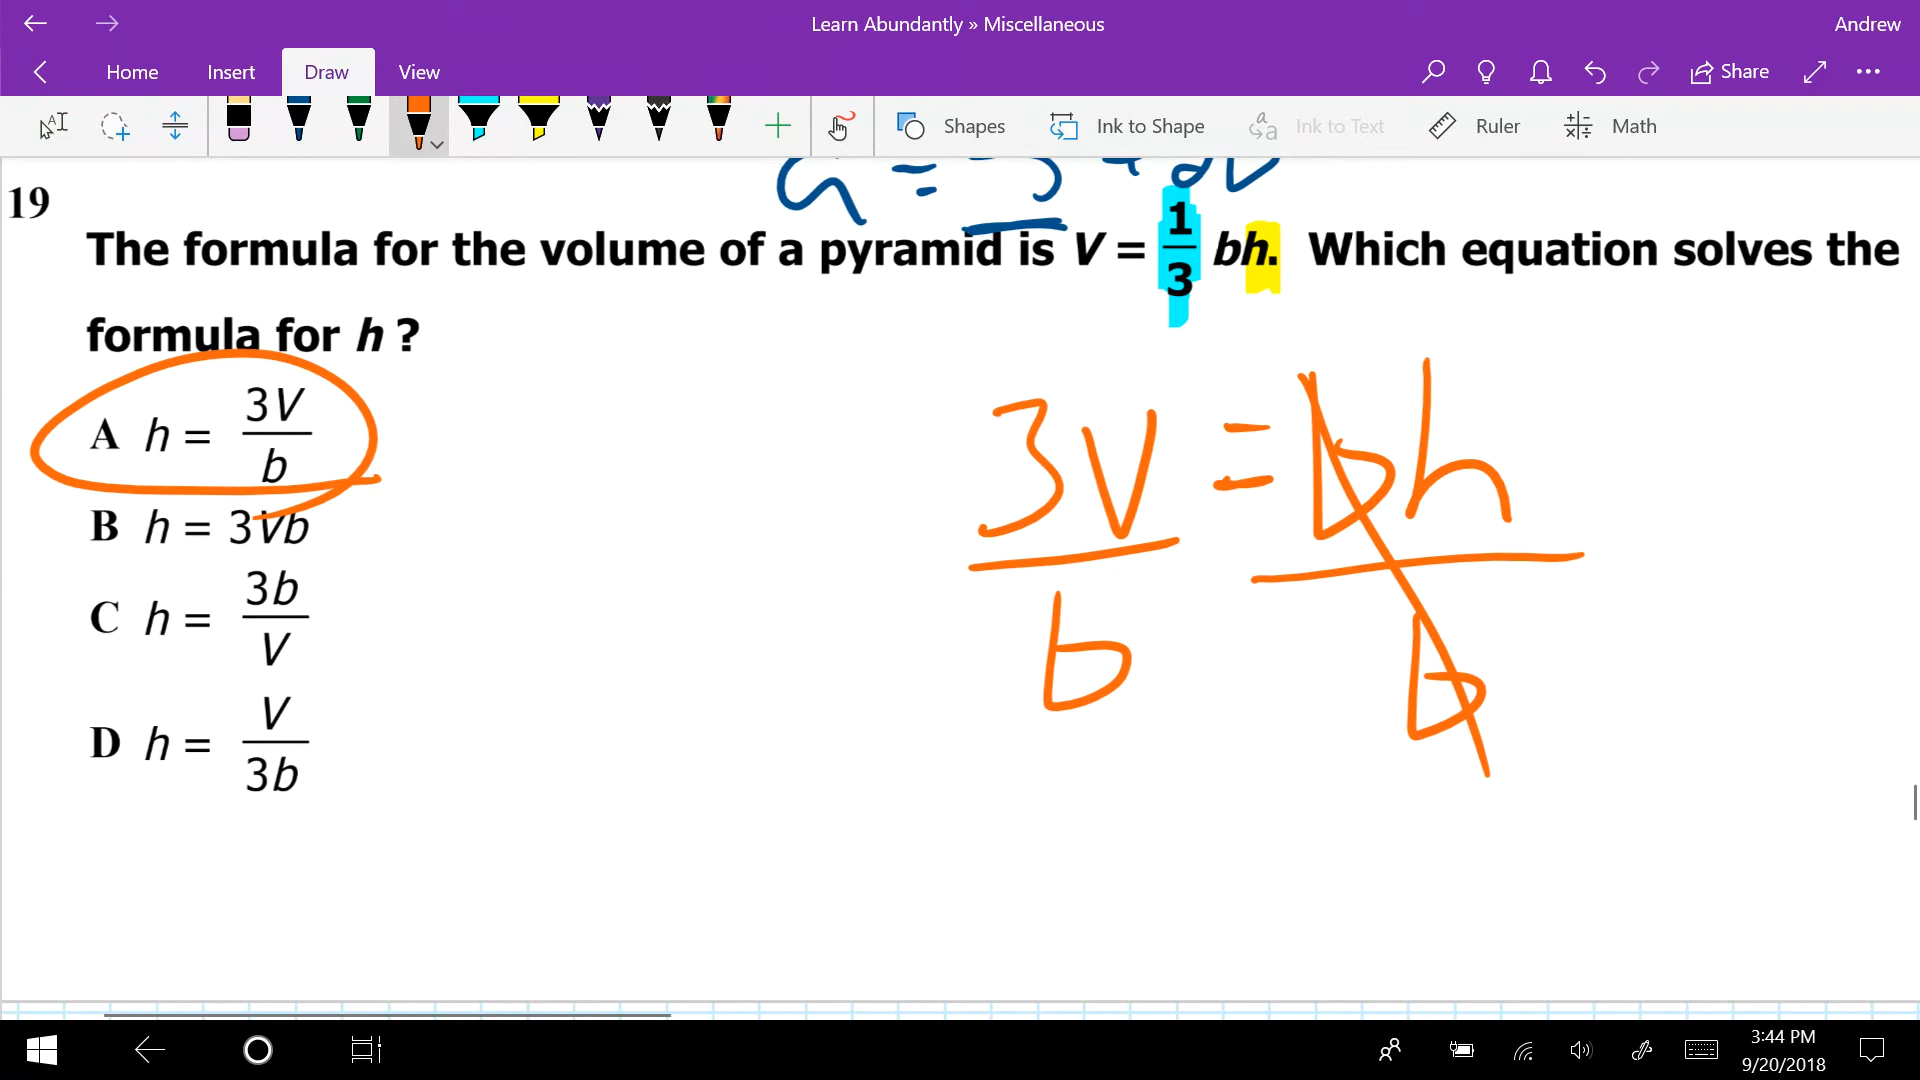 Learn Abundantly » Miscellaneous
Andrew
Home Insert Draw View
Share
Shapes Ink to Shape Ink to Text Ruler Math
19
The formula for the volume of a pyramid is V = 1/3 bh. Which equation solves the
formula for h ?
A h = 3V/b
B h = 3Vb
C h = 3b/V
D h = V/3b
3V = bh
b b
3:44 PM
9/20/2018